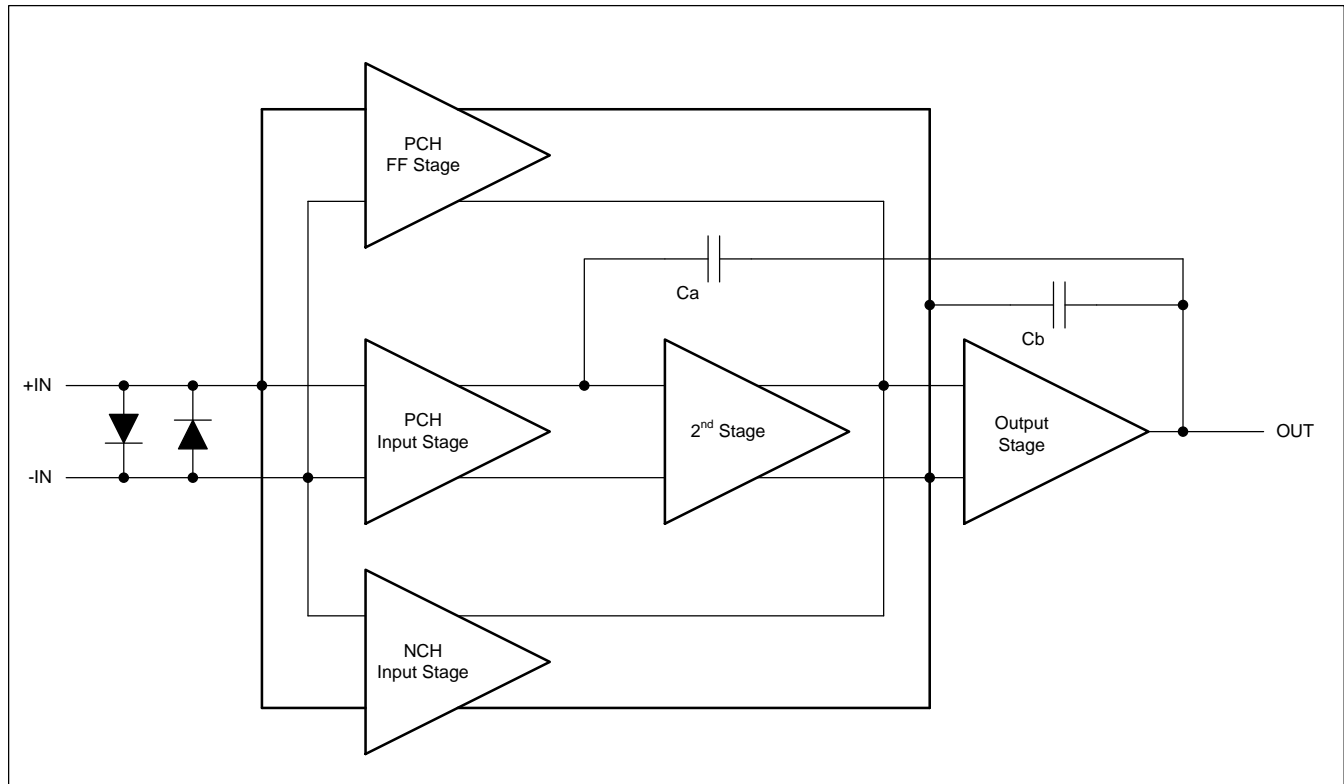 PCH
FF Stage
Ca
Cb
+IN
-IN
PCH
Input Stage
2nd Stage
Output
Stage
OUT
NCH
Input Stage